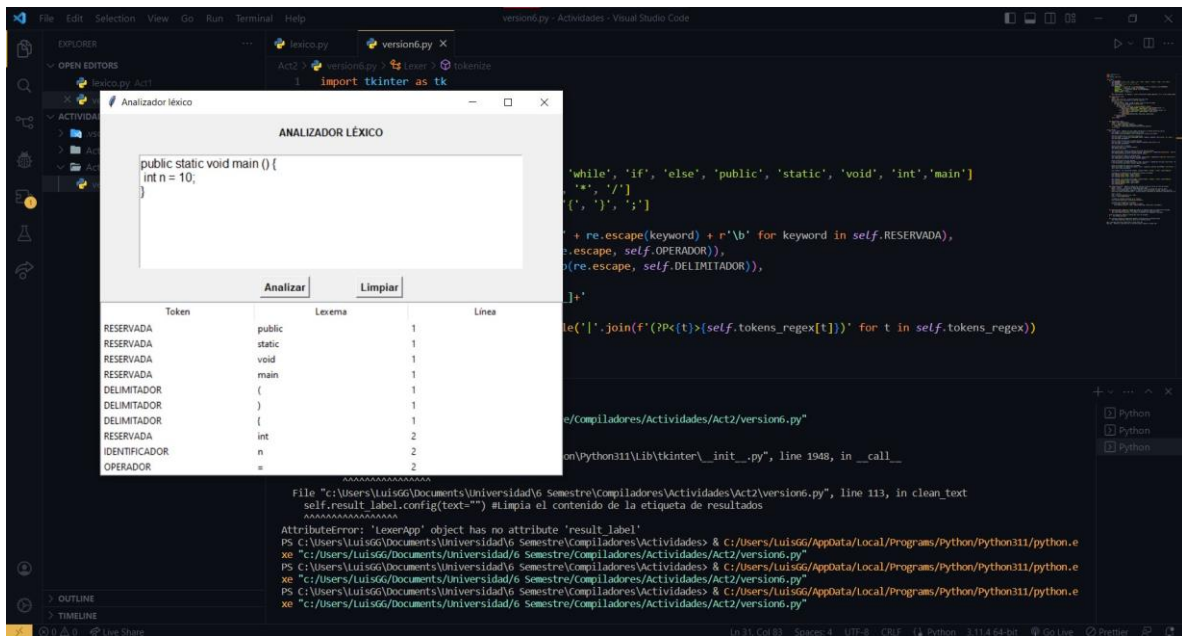 File Edit Selection View Go Run Terminal Help
version6.py - Actividades - Visual Studio Code
EXPLORER
OPEN EDITORS
lexico.py Act1
ACTIVIDA
.vs
Act
Act
lexico.py
version6.py
Act2 > version6.py > Lexer > tokenize
1 import tkinter as tk
'while', 'if', 'else', 'public', 'static', 'void', 'int','main']
, '*', '/']
'{', '}', ';']
' + re.escape(keyword) + r'\b' for keyword in self.RESERVADA),
e.escape, self.OPERADOR)),
p(re.escape, self.DELIMITADOR)),
]+'
le('|'.join(f'(?P<{t}>{self.tokens_regex[t]})' for t in self.tokens_regex))
Analizador léxico
ANALIZADOR LÉXICO
public static void main () {
int n = 10;
}
Analizar Limpiar
Token Lexema Línea
RESERVADA public 1
RESERVADA static 1
RESERVADA void 1
RESERVADA main 1
DELIMITADOR ( 1
DELIMITADOR ) 1
DELIMITADOR { 1
RESERVADA int 2
IDENTIFICADOR n 2
OPERADOR = 2
e/Compiladores/Actividades/Act2/version6.py"
on\Python311\Lib\tkinter\__init__.py", line 1948, in __call__
^^^^^^^^^^^^^^^^^
File "c:\Users\LuisGG\Documents\Universidad\6 Semestre\Compiladores\Actividades\Act2\version6.py", line 113, in clean_text
self.result_label.config(text="") #Limpia el contenido de la etiqueta de resultados
^^^^^^^^^^^^^^^^^
AttributeError: 'LexerApp' object has no attribute 'result_label'
PS C:\Users\LuisGG\Documents\Universidad\6 Semestre\Compiladores\Actividades> & C:/Users/LuisGG/AppData/Local/Programs/Python/Python311/python.e
xe "c:/Users/LuisGG/Documents/Universidad/6 Semestre/Compiladores/Actividades/Act2/version6.py"
PS C:\Users\LuisGG\Documents\Universidad\6 Semestre\Compiladores\Actividades> & C:/Users/LuisGG/AppData/Local/Programs/Python/Python311/python.e
xe "c:/Users/LuisGG/Documents/Universidad/6 Semestre/Compiladores/Actividades/Act2/version6.py"
PS C:\Users\LuisGG\Documents\Universidad\6 Semestre\Compiladores\Actividades> & C:/Users/LuisGG/AppData/Local/Programs/Python/Python311/python.e
xe "c:/Users/LuisGG/Documents/Universidad/6 Semestre/Compiladores/Actividades/Act2/version6.py"
Python
Python
Python
OUTLINE
TIMELINE
0 0 Live Share
Ln 31, Col 83 Spaces: 4 UTF-8 CRLF Python 3.11.4 64-bit Go Live Prettier